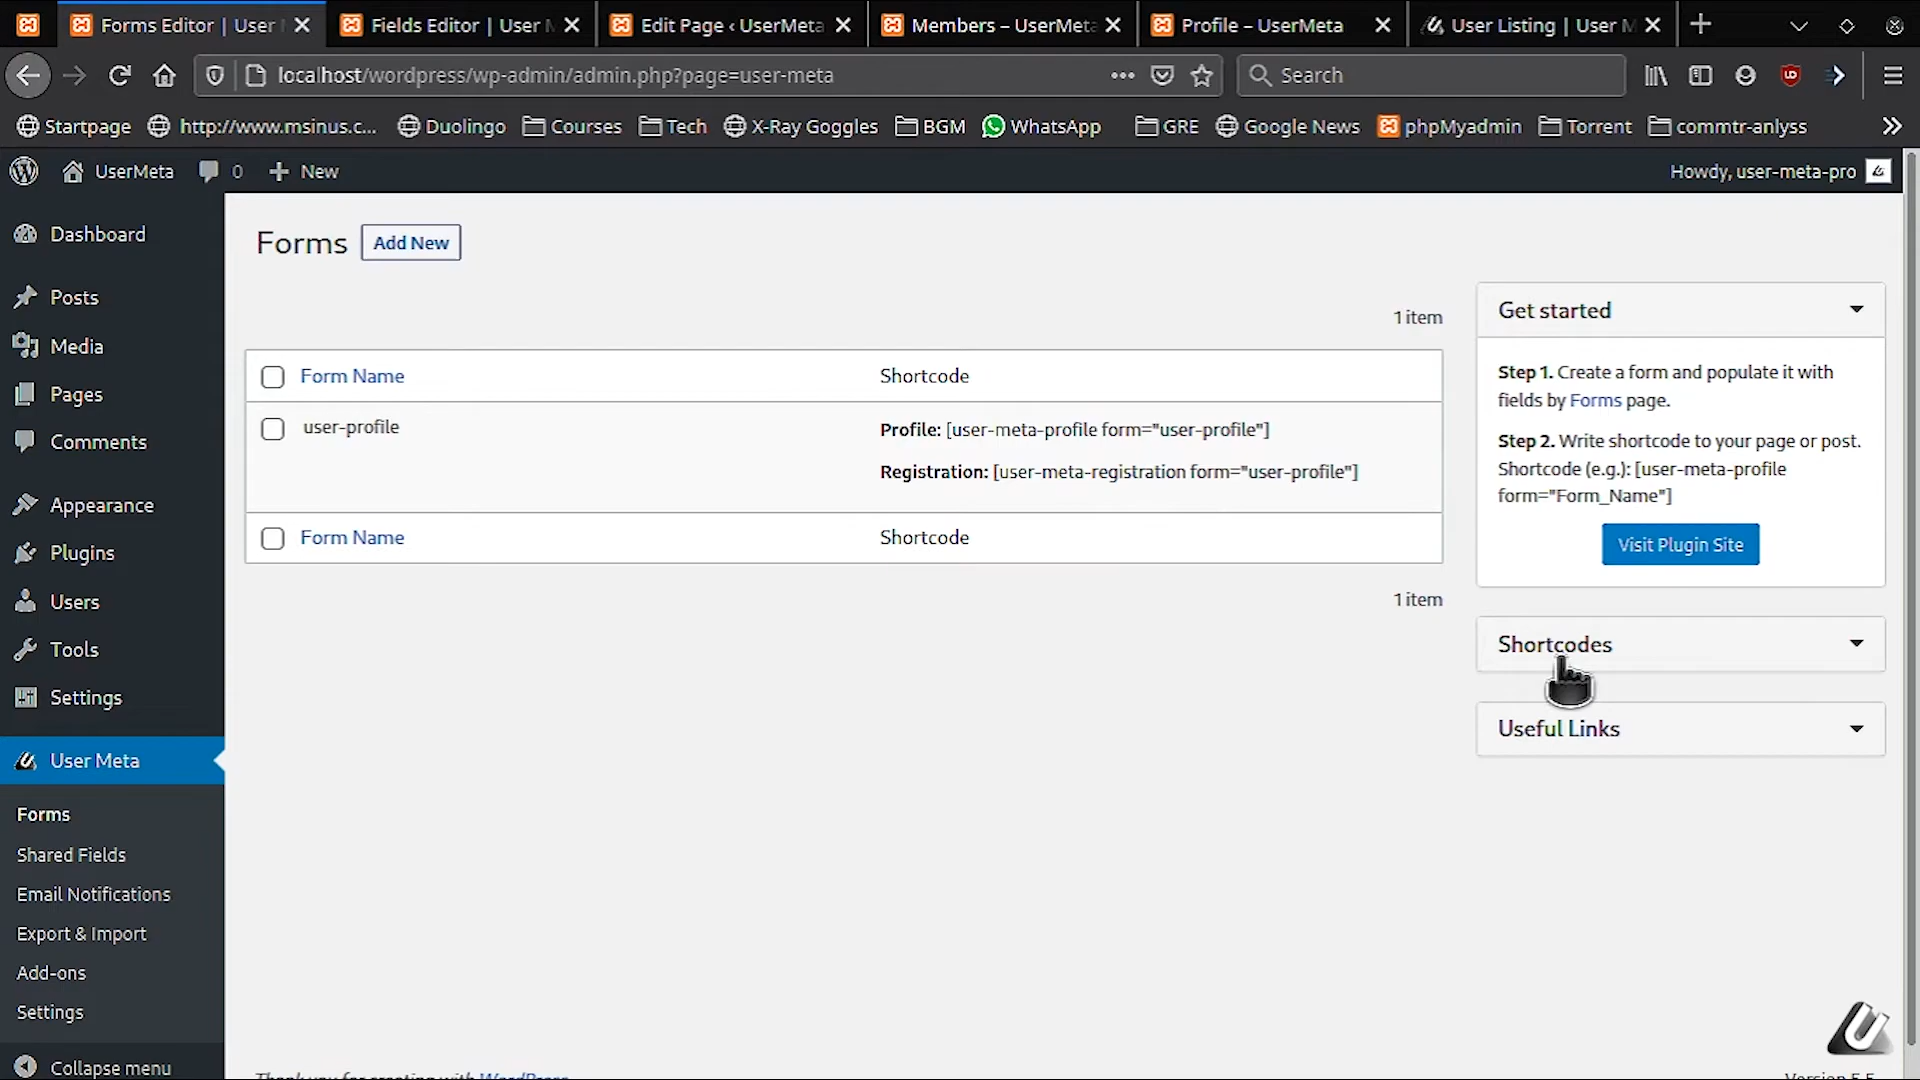 Forms Editor | User
Fields Editor | User M
Edit Page ‹ UserMeta
Members – UserMeta
Profile – UserMeta
User Listing | User M
localhost/wordpress/wp-admin/admin.php?page=user-meta
Search
Startpage
http://www.msinus.c...
Duolingo
Courses
Tech
X-Ray Goggles
BGM
WhatsApp
GRE
Google News
phpMyadmin
Torrent
commtr-anlyss
UserMeta
0
New
Howdy, user-meta-pro
Dashboard
Posts
Media
Pages
Comments
Appearance
Plugins
Users
Tools
Settings
User Meta
Forms
Shared Fields
Email Notifications
Export & Import
Add-ons
Settings
Collapse menu
Forms
Add New
1 item
Form Name
Shortcode
user-profile
Profile: [user-meta-profile form="user-profile"]
Registration: [user-meta-registration form="user-profile"]
Form Name
Shortcode
1 item
Get started
Step 1. Create a form and populate it with
fields by Forms page.
Step 2. Write shortcode to your page or post.
Shortcode (e.g.): [user-meta-profile
form="Form_Name"]
Visit Plugin Site
Shortcodes
Useful Links
Thank you for creating with WordPress
Version 5.5